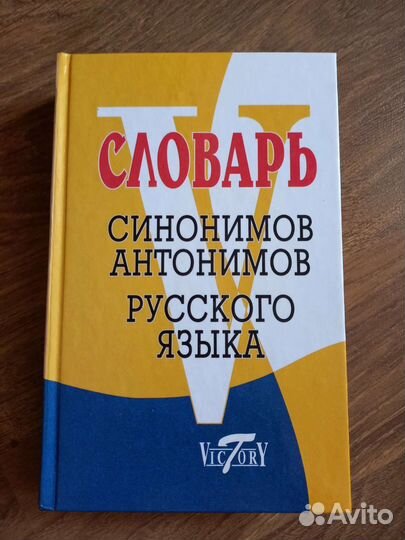 СЛОВАРЬ
СИНОНИМОВ
АНТОНИМОВ
РУССКОГО
ЯЗЫКА
VICTORY
Avito